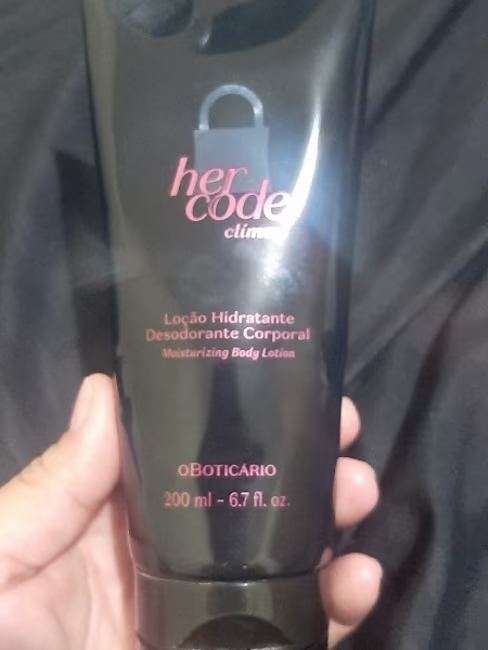 her
code
Loção Hidratante
Desodorante Corporal
Moisturizing Body Lotion
oBoticário
200 ml - 6.7 fl. oz.